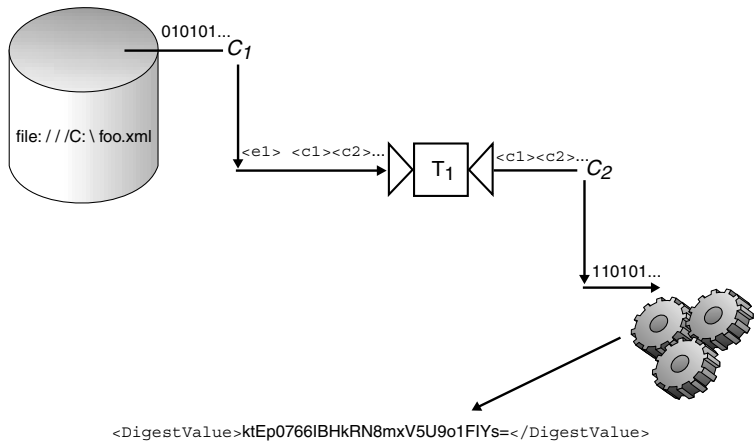 010101...
C1
file: / / /C: \ foo.xml
<e1> <c1><c2>...
T1
<c1><c2>...
C2
110101...
<DigestValue>ktEp0766IBHkRN8mxV5U9o1FIYs=</DigestValue>